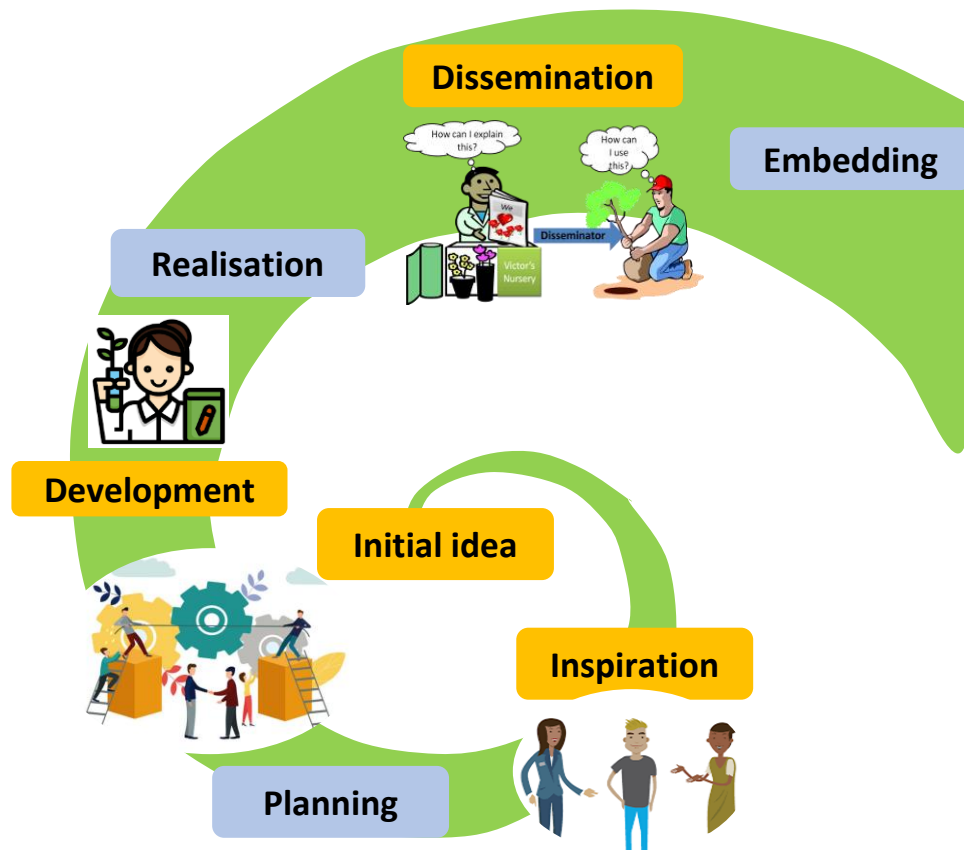 Dissemination
How can I explain
this?
How can
I use
this?
Embedding
We
Disseminator
Realisation
Victor's
Nursery
Development
Initial idea
Inspiration
Planning